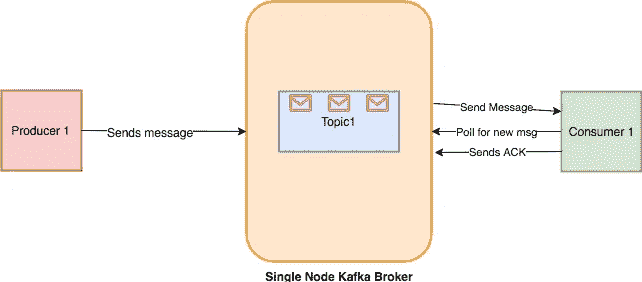 Producer 1
Sends message
Topic1
Send Message
Poll for new msg
Sends ACK
Consumer 1
Single Node Kafka Broker